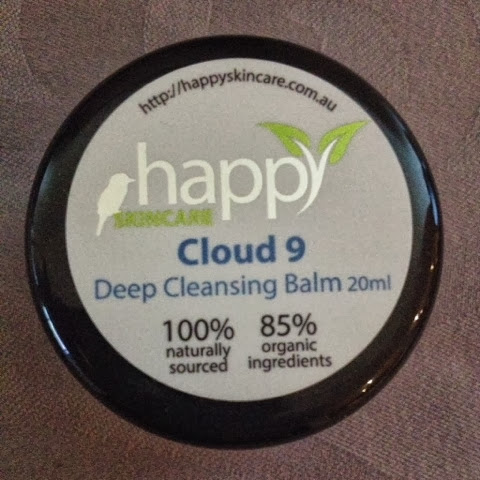 http://happyskincare.com.au
happy
SKINCARE
Cloud 9
Deep Cleansing Balm 20ml
100% 85%
naturally organic
sourced ingredients